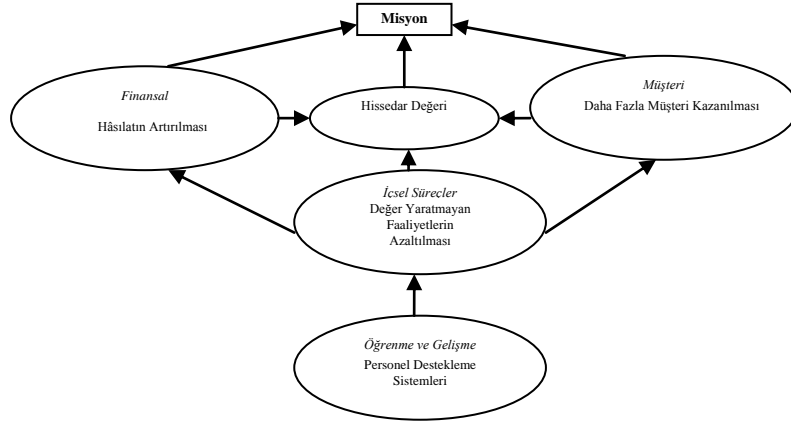 Misyon
Finansal
Hâsılatın Artırılması
Hissedar Değeri
Müşteri
Daha Fazla Müşteri Kazanılması
İçsel Süreçler
Değer Yaratmayan
Faaliyetlerin
Azaltılması
Öğrenme ve Gelişme
Personel Destekleme
Sistemleri